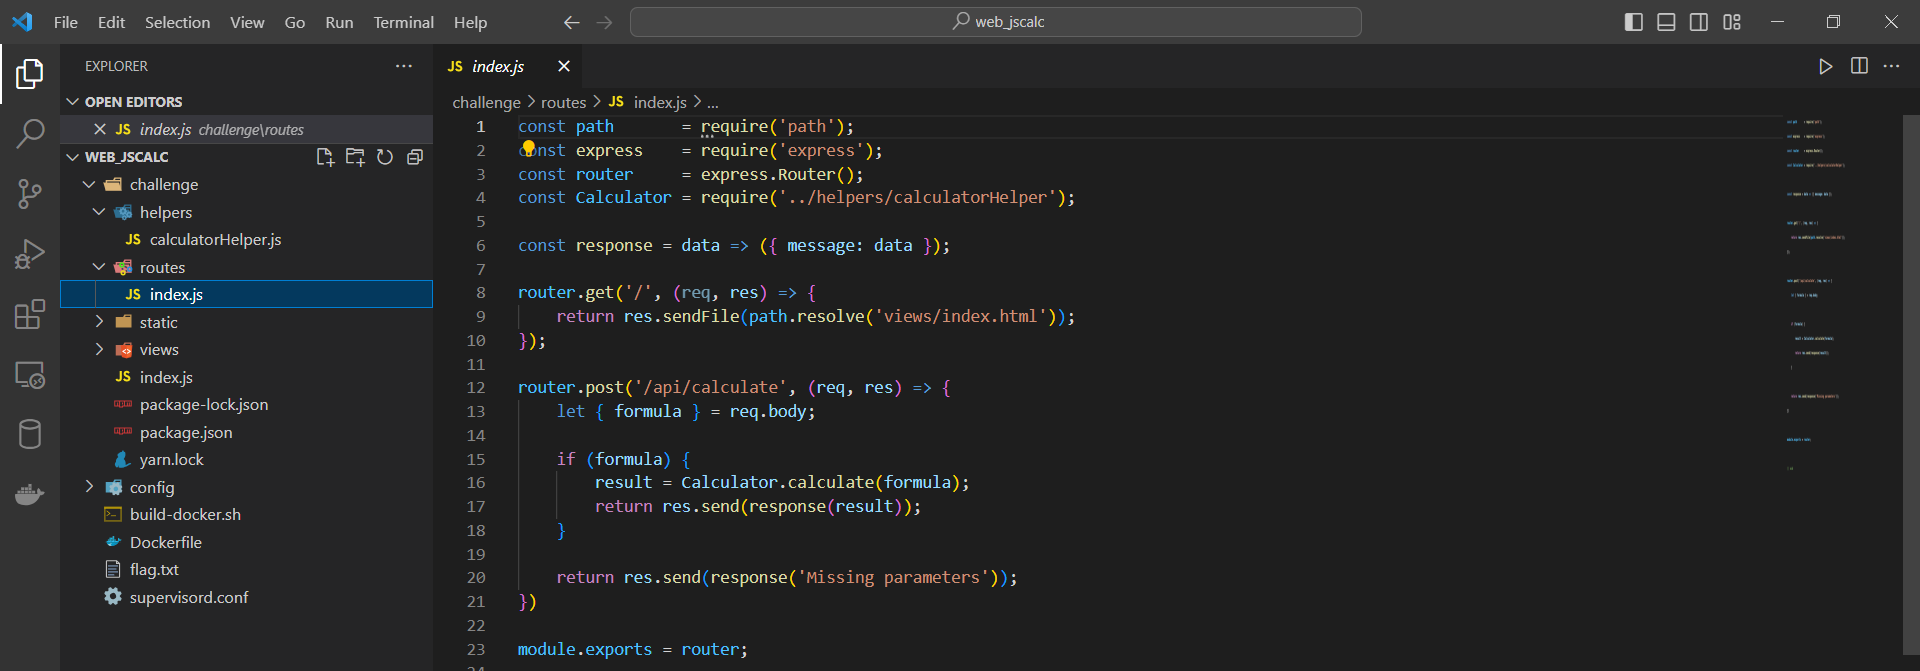 File Edit Selection View Go Run Terminal Help web_jscalc
EXPLORER
OPEN EDITORS
JS index.js challenge\routes
WEB_JSCALC
challenge
helpers
JS calculatorHelper.js
routes
JS index.js
static
views
JS index.js
package-lock.json
package.json
yarn.lock
config
build-docker.sh
Dockerfile
flag.txt
supervisord.conf
JS index.js
challenge > routes > JS index.js > ...
1 const path       = require('path');
2 const express    = require('express');
3 const router     = express.Router();
4 const Calculator = require('../helpers/calculatorHelper');
5
6 const response = data => ({ message: data });
7
8 router.get('/', (req, res) => {
9     return res.sendFile(path.resolve('views/index.html'));
10 });
11
12 router.post('/api/calculate', (req, res) => {
13     let { formula } = req.body;
14
15     if (formula) {
16         result = Calculator.calculate(formula);
17         return res.send(response(result));
18     }
19
20     return res.send(response('Missing parameters'));
21 })
22
23 module.exports = router;
24